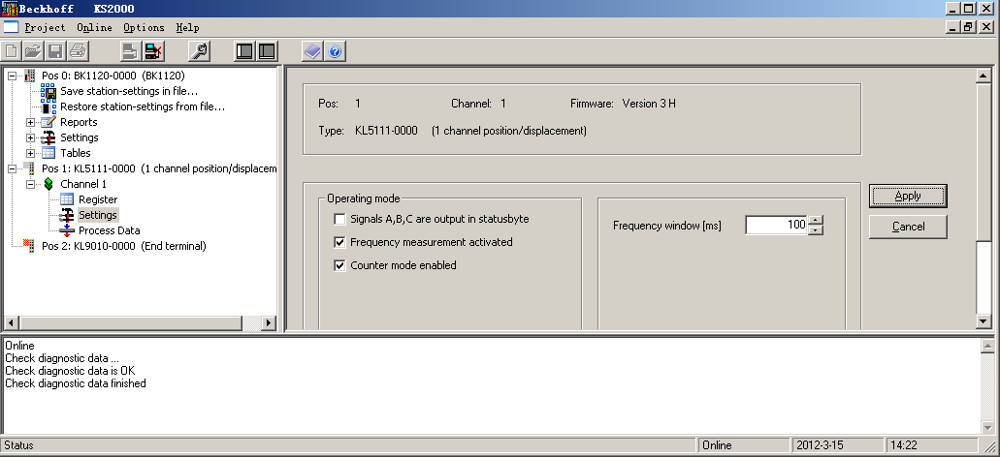 Beckhoff KS2000
Project Online Options Help
Pos 0: BK1120-0000 (BK1120)
Save station-settings in file...
Restore station-settings from file...
Reports
Settings
Tables
Pos 1: KL5111-0000 (1 channel position/displacem
Channel 1
Register
Settings
Process Data
Pos 2: KL9010-0000 (End terminal)
Pos: 1 Channel: 1 Firmware: Version 3 H
Type: KL5111-0000 (1 channel position/displacement)
Operating mode
Signals A,B,C are output in statusbyte
Frequency measurement activated
Counter mode enabled
Frequency window [ms] 100
Apply
Cancel
Online
Check diagnostic data ...
Check diagnostic data is OK
Check diagnostic data finished
Status Online 2012-3-15 14:22